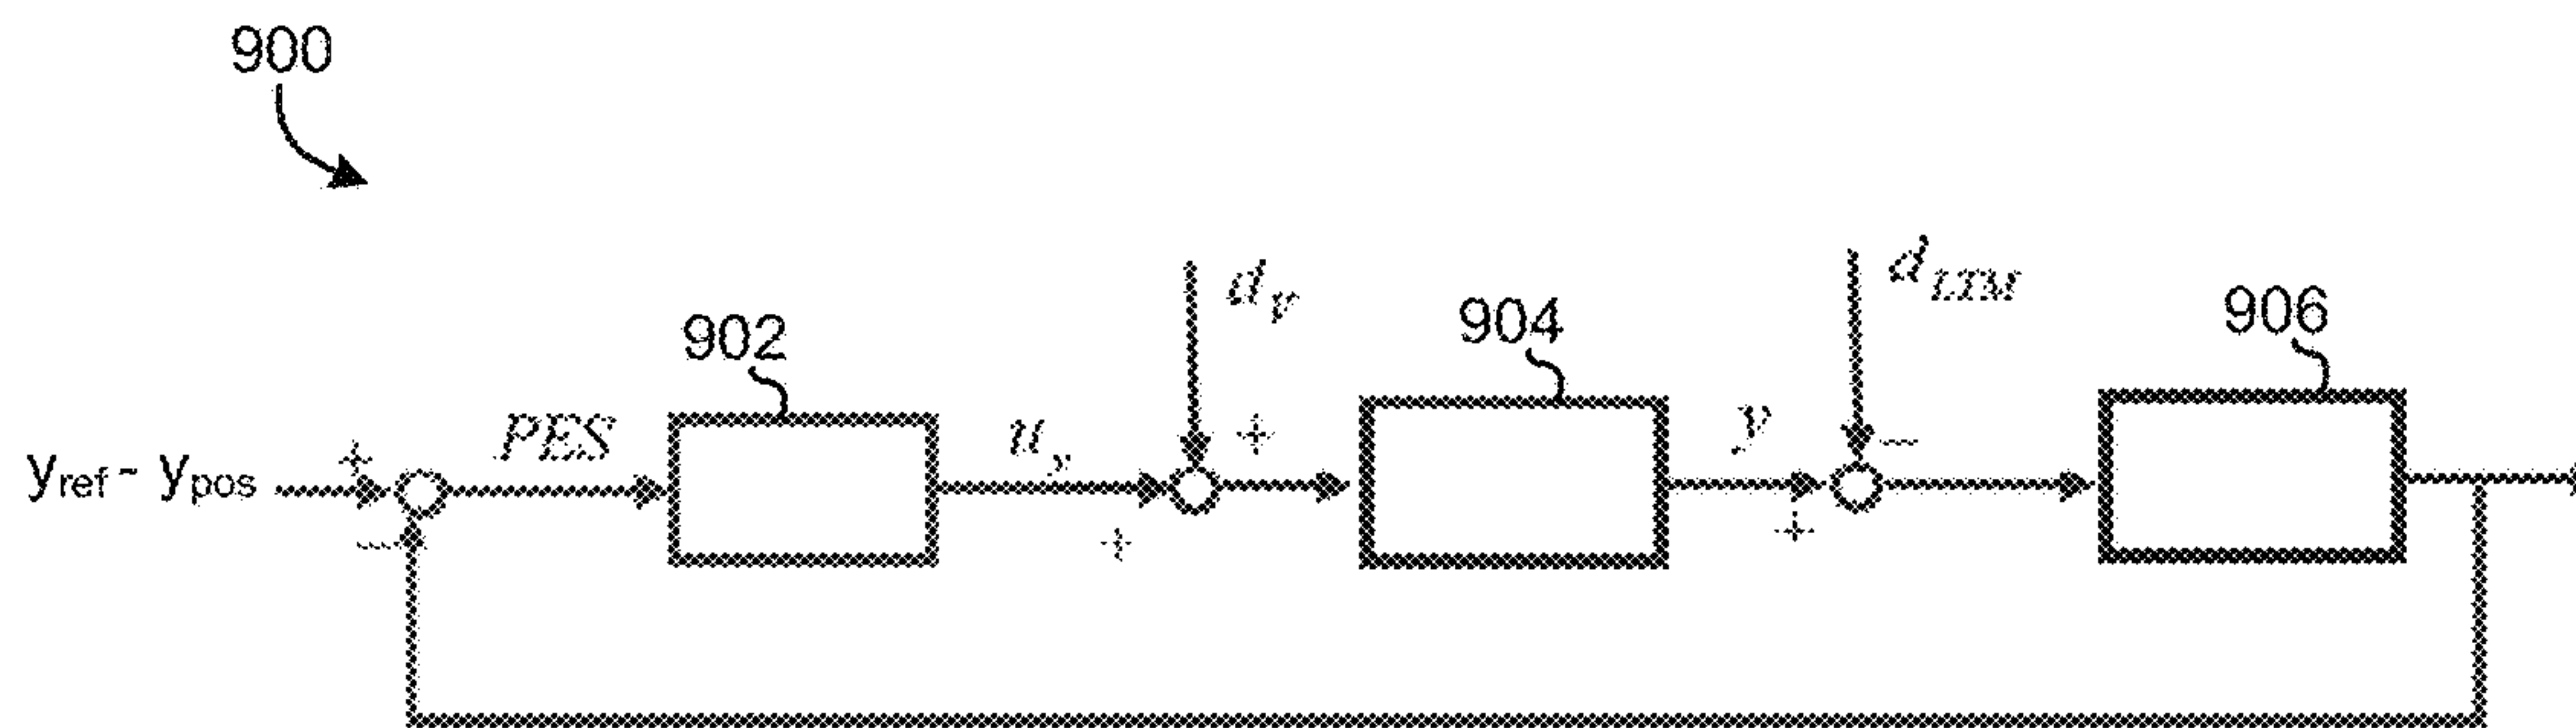 900
d_V
d_LTM
902
904
906
y_ref - y_pos
+
PES
u_y
+
y
−
−
+
+